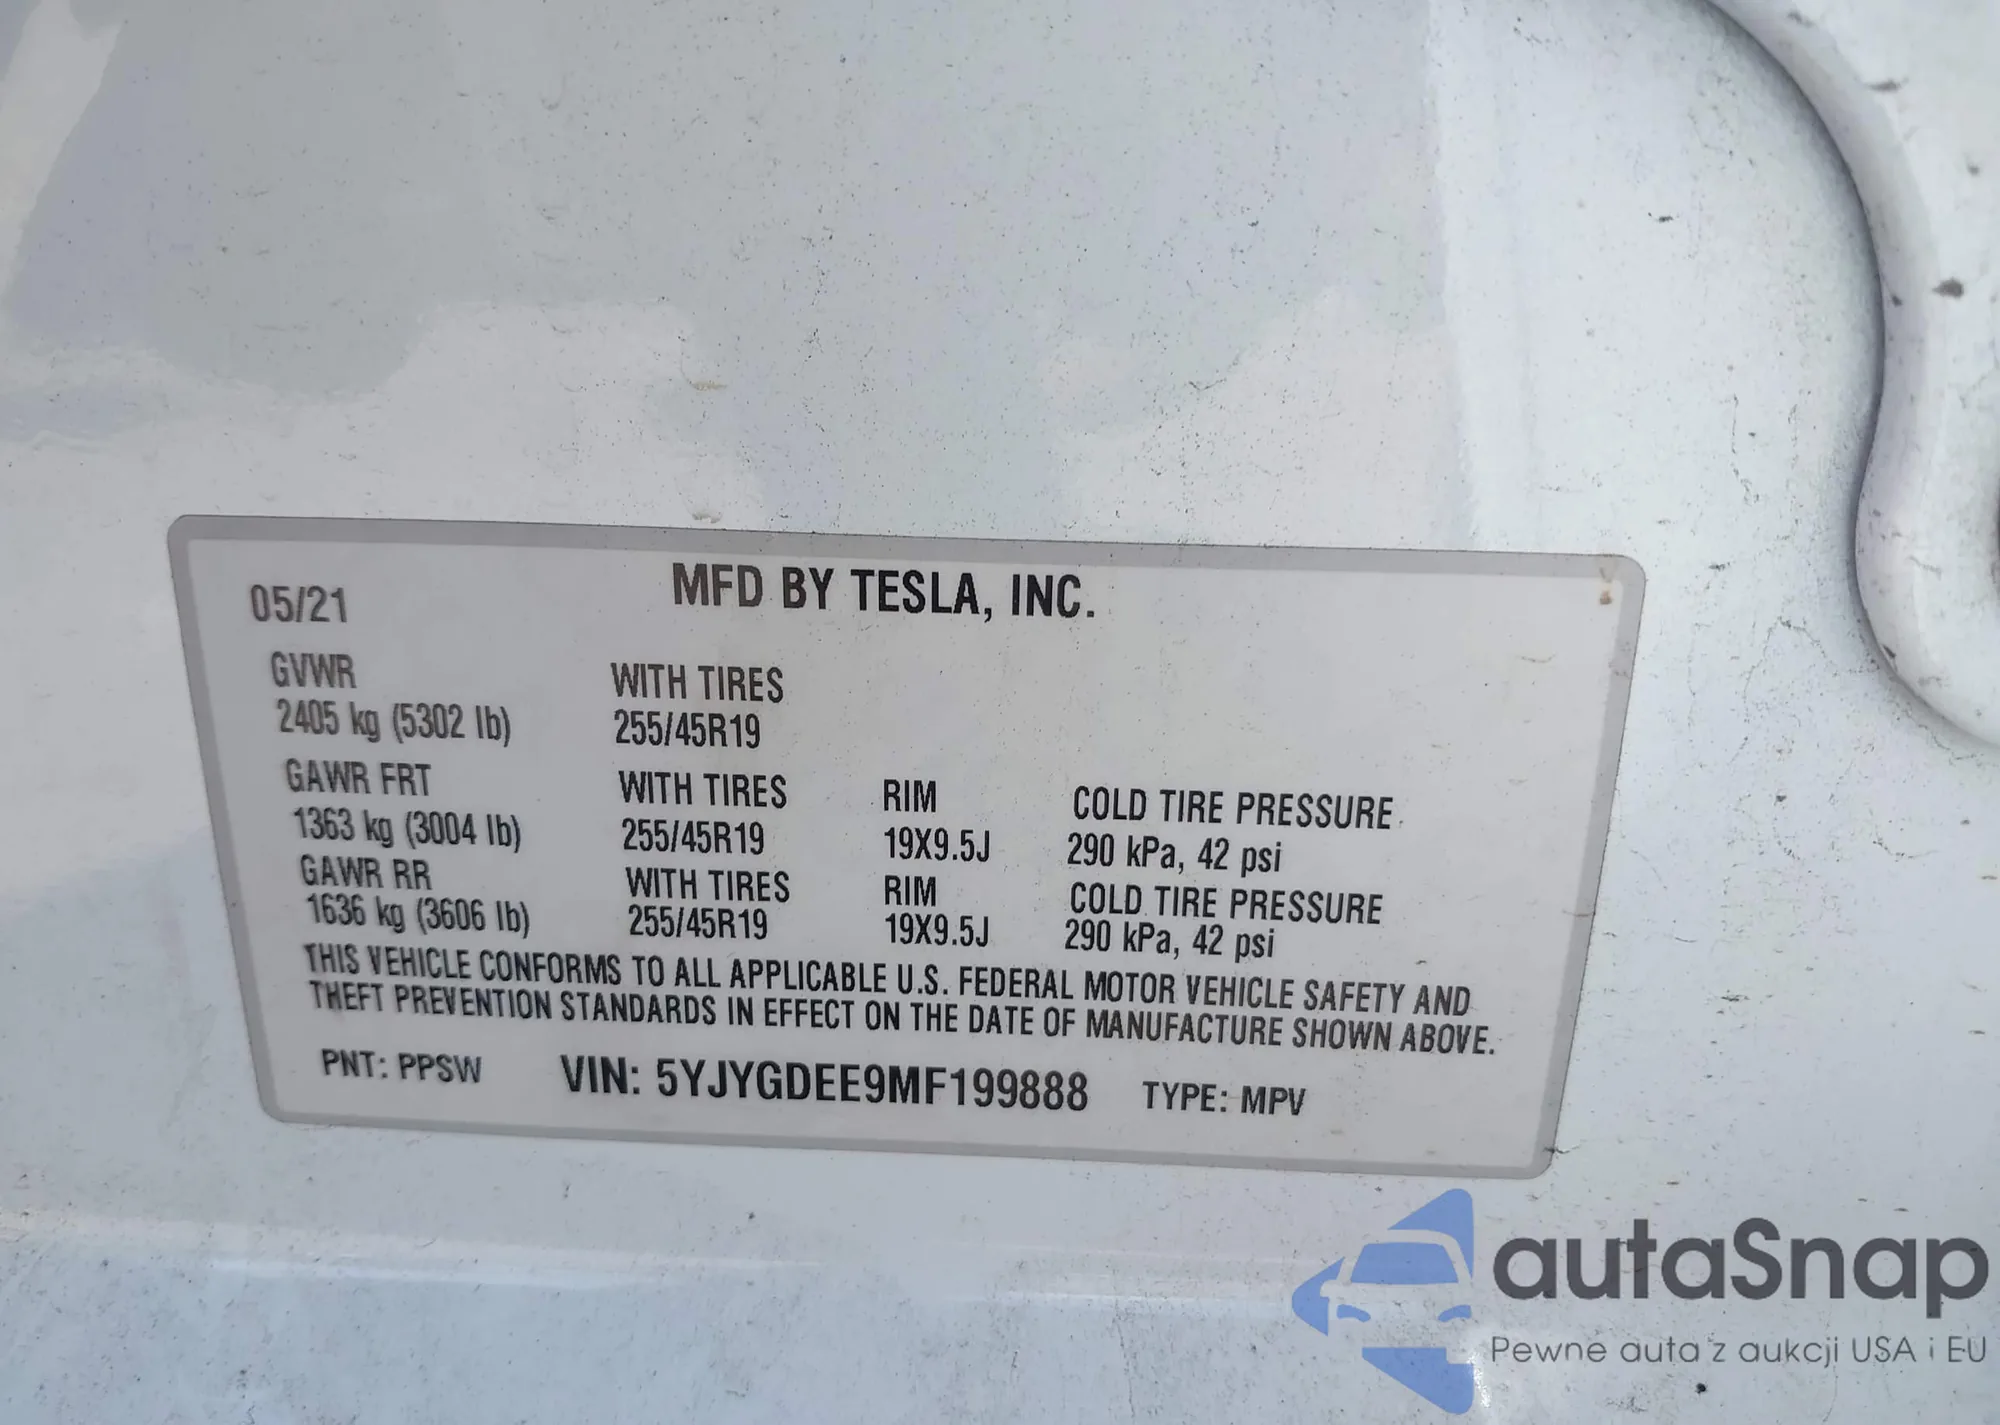 05/21
MFD BY TESLA, INC.
GVWR WITH TIRES
2405 kg (5302 lb) 255/45R19
GAWR FRT WITH TIRES RIM COLD TIRE PRESSURE
1363 kg (3004 lb) 255/45R19 19X9.5J 290 kPa, 42 psi
GAWR RR WITH TIRES RIM COLD TIRE PRESSURE
1636 kg (3606 lb) 255/45R19 19X9.5J 290 kPa, 42 psi
THIS VEHICLE CONFORMS TO ALL APPLICABLE U.S. FEDERAL MOTOR VEHICLE SAFETY AND
THEFT PREVENTION STANDARDS IN EFFECT ON THE DATE OF MANUFACTURE SHOWN ABOVE.
PNT: PPSW VIN: 5YJYGDEE9MF199888 TYPE: MPV
autaSnap
Pewne auta z aukcji USA i EU